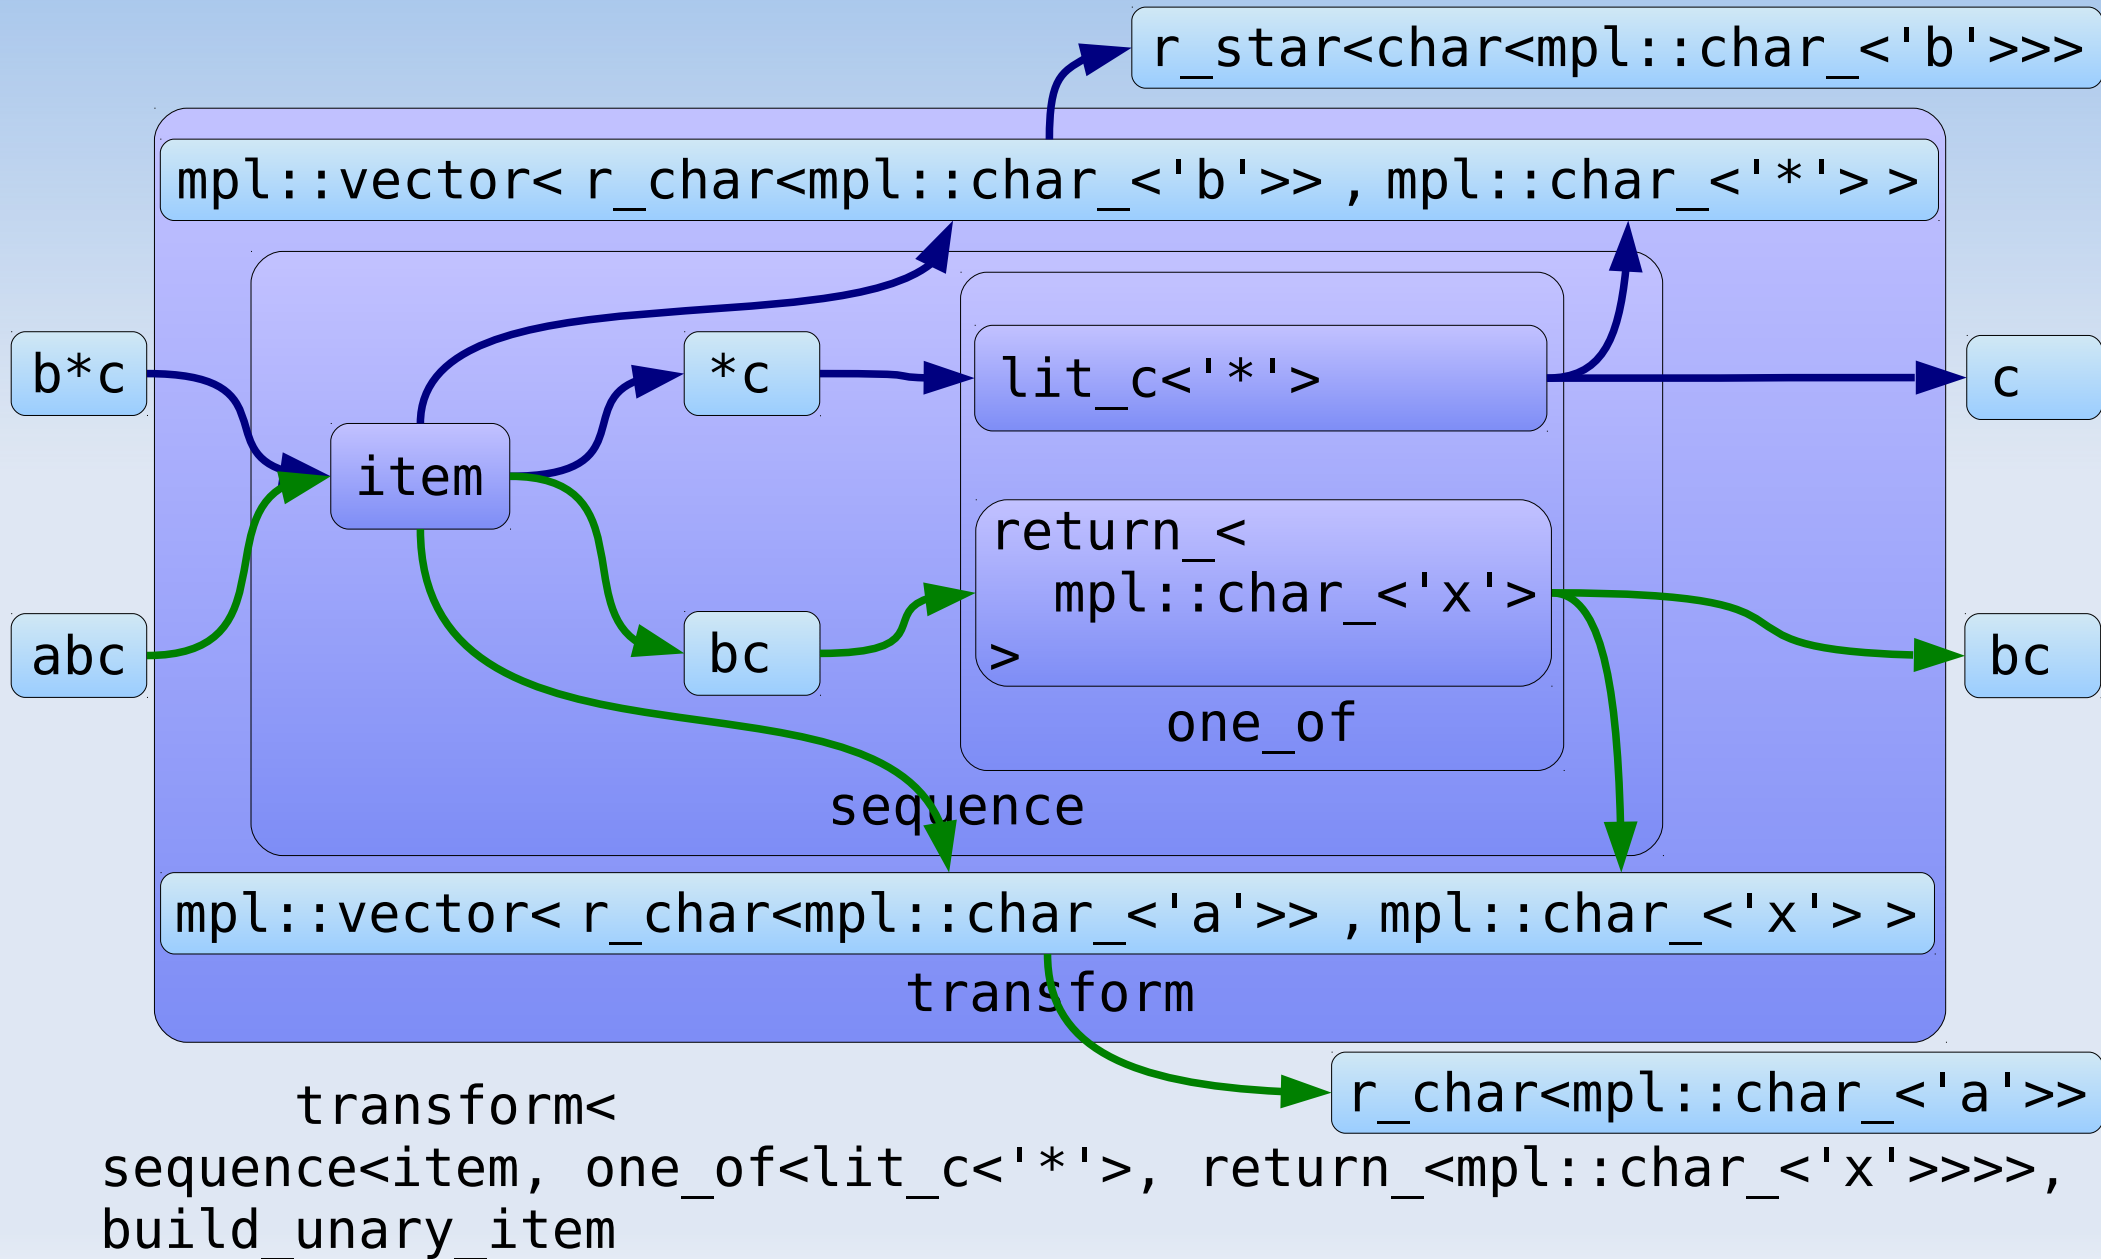 r_star<char<mpl::char_<'b'>>>
mpl::vector< r_char<mpl::char_<'b'>> , mpl::char_<'*'> >
b*c
*c
lit_c<'*'>
c
item
return_<
mpl::char_<'x'>
>
abc
bc
bc
one_of
sequence
mpl::vector< r_char<mpl::char_<'a'>> , mpl::char_<'x'> >
transform
r_char<mpl::char_<'a'>>
transform<
sequence<item, one_of<lit_c<'*'>, return_<mpl::char_<'x'>>>>,
build_unary_item